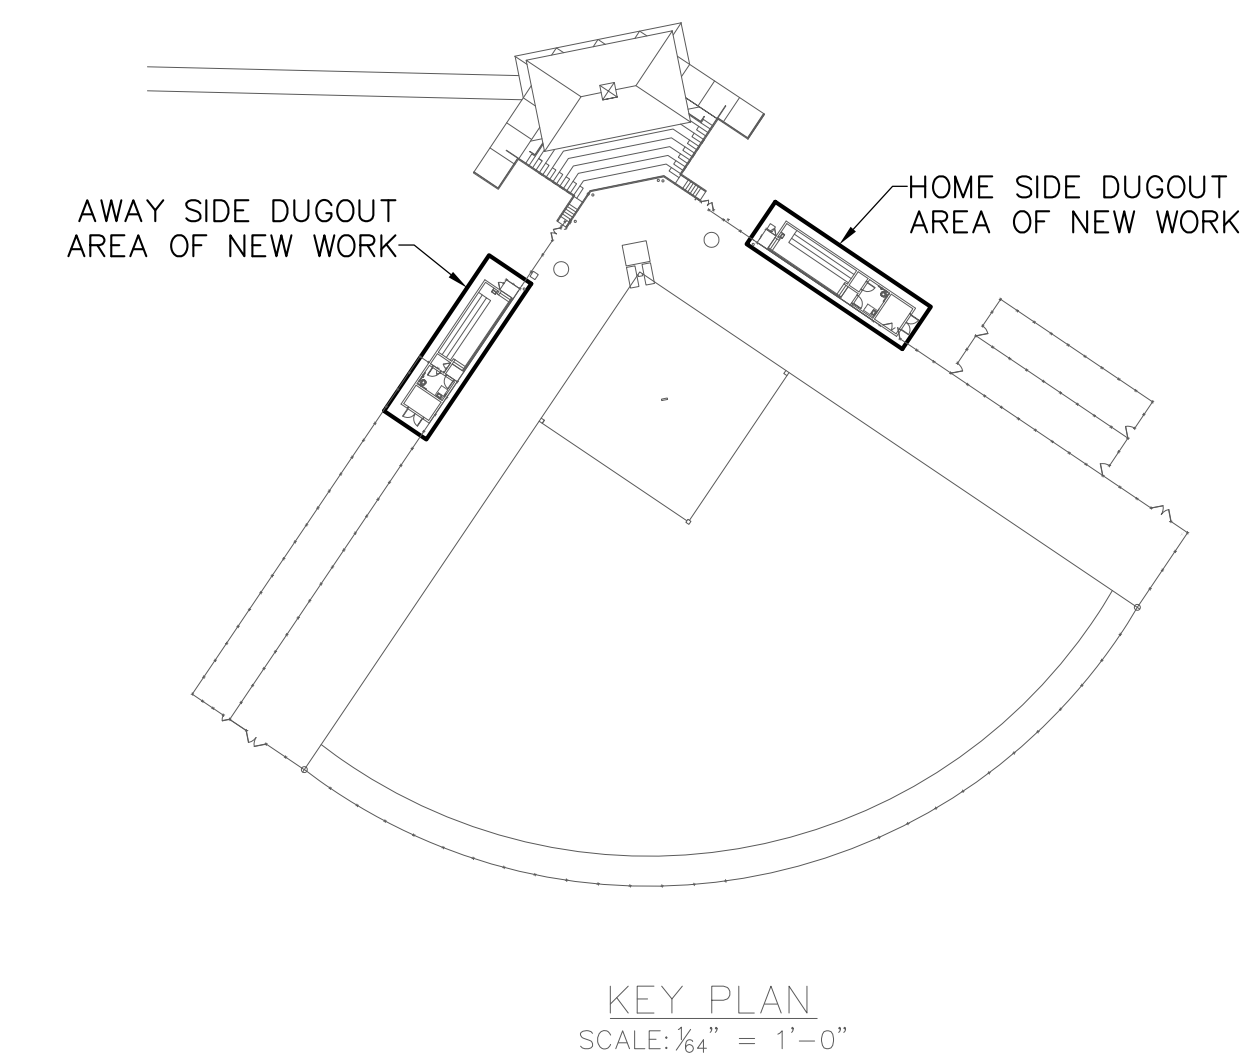 HOME SIDE DUGOUT
AREA OF NEW WORK
AWAY SIDE DUGOUT
AREA OF NEW WORK
KEY PLAN
SCALE: 1/64" = 1'-0"